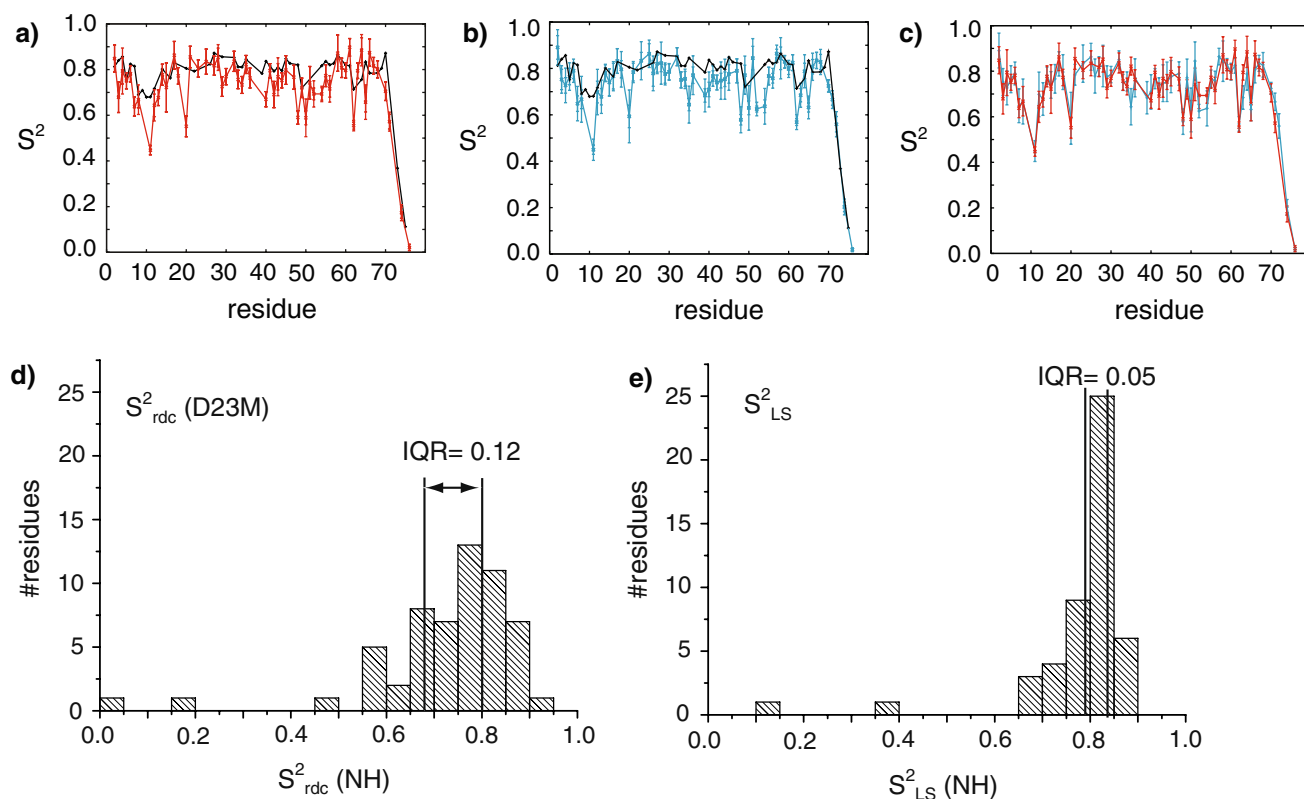 a)
1.0
0.8
0.6
0.4
0.2
0.0
S²
0 10 20 30 40 50 60 70
residue
b)
1.0
0.8
0.6
0.4
0.2
0.0
S²
0 10 20 30 40 50 60 70
residue
c)
1.0
0.8
0.6
0.4
0.2
0.0
S²
0 10 20 30 40 50 60 70
residue
d)
S²rdc (D23M)
IQR= 0.12
25
20
15
10
5
0
#residues
0.0 0.2 0.4 0.6 0.8 1.0
S²rdc (NH)
e)
S²LS
IQR= 0.05
25
20
15
10
5
0
#residues
0.0 0.2 0.4 0.6 0.8 1.0
S²LS (NH)